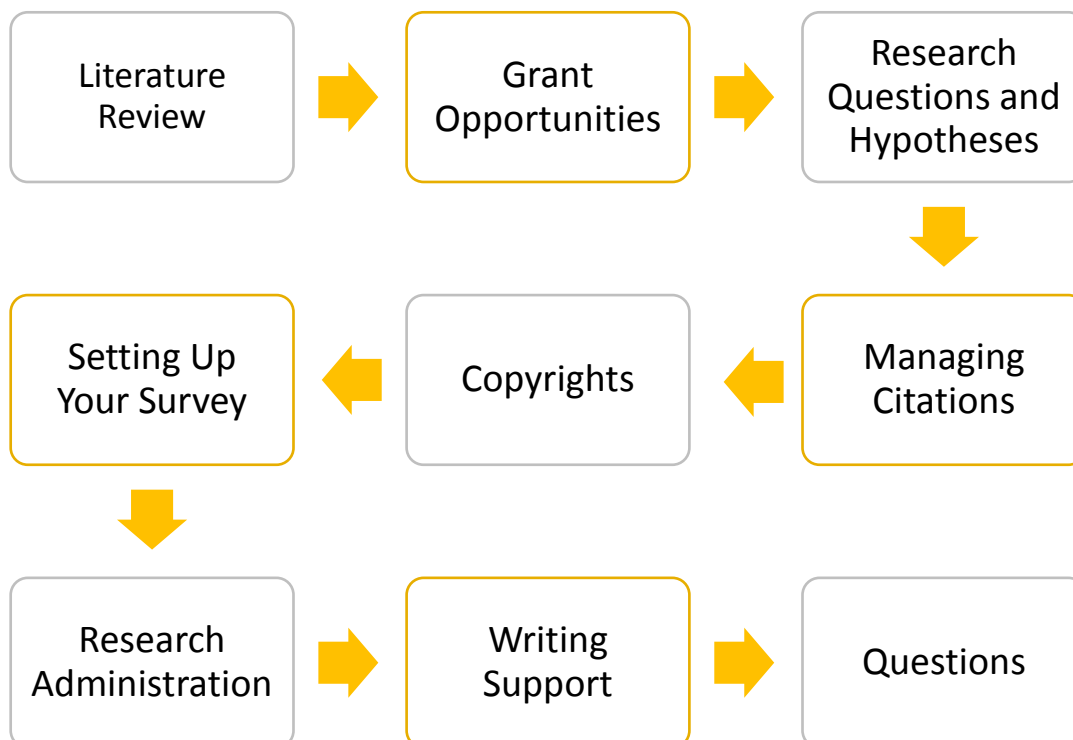 Literature
Review
Grant
Opportunities
Research
Questions and
Hypotheses
Setting Up
Your Survey
Copyrights
Managing
Citations
Research
Administration
Writing
Support
Questions